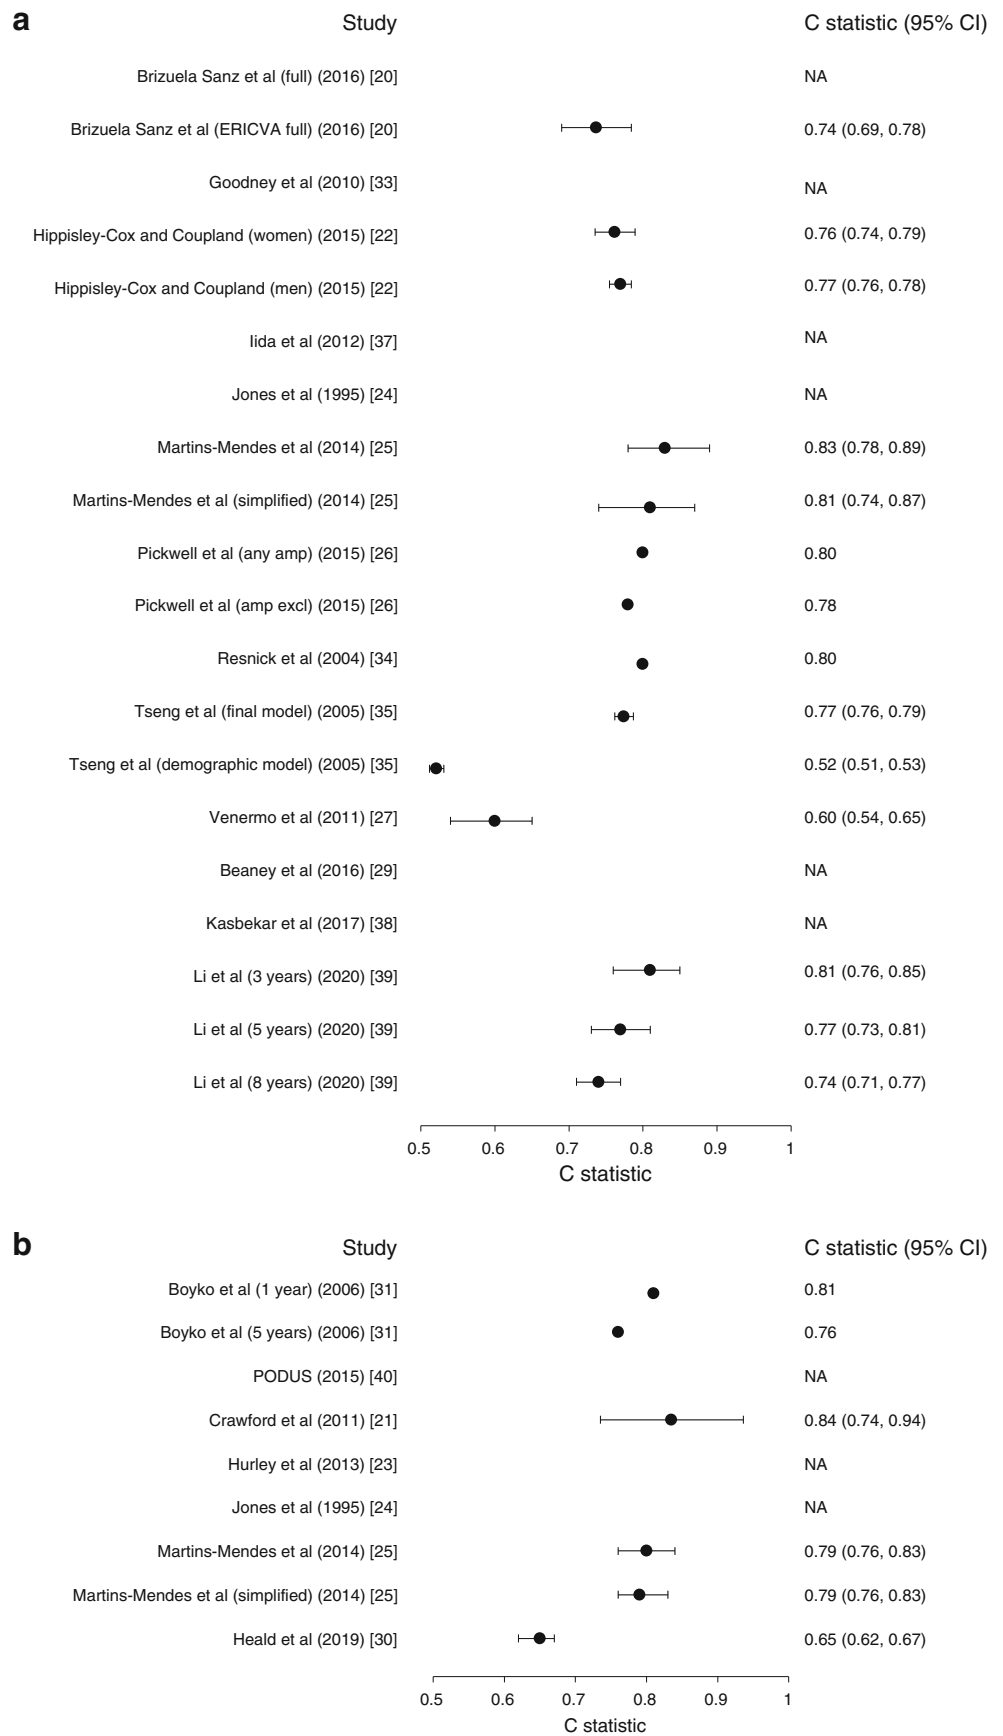 a Study C statistic (95% CI)
Brizuela Sanz et al (full) (2016) [20] NA
Brizuela Sanz et al (ERICVA full) (2016) [20] 0.74 (0.69, 0.78)
Goodney et al (2010) [33] NA
Hippisley-Cox and Coupland (women) (2015) [22] 0.76 (0.74, 0.79)
Hippisley-Cox and Coupland (men) (2015) [22] 0.77 (0.76, 0.78)
Iida et al (2012) [37] NA
Jones et al (1995) [24] NA
Martins-Mendes et al (2014) [25] 0.83 (0.78, 0.89)
Martins-Mendes et al (simplified) (2014) [25] 0.81 (0.74, 0.87)
Pickwell et al (any amp) (2015) [26] 0.80
Pickwell et al (amp excl) (2015) [26] 0.78
Resnick et al (2004) [34] 0.80
Tseng et al (final model) (2005) [35] 0.77 (0.76, 0.79)
Tseng et al (demographic model) (2005) [35] 0.52 (0.51, 0.53)
Venermo et al (2011) [27] 0.60 (0.54, 0.65)
Beaney et al (2016) [29] NA
Kasbekar et al (2017) [38] NA
Li et al (3 years) (2020) [39] 0.81 (0.76, 0.85)
Li et al (5 years) (2020) [39] 0.77 (0.73, 0.81)
Li et al (8 years) (2020) [39] 0.74 (0.71, 0.77)
0.5 0.6 0.7 0.8 0.9 1
C statistic
b Study C statistic (95% CI)
Boyko et al (1 year) (2006) [31] 0.81
Boyko et al (5 years) (2006) [31] 0.76
PODUS (2015) [40] NA
Crawford et al (2011) [21] 0.84 (0.74, 0.94)
Hurley et al (2013) [23] NA
Jones et al (1995) [24] NA
Martins-Mendes et al (2014) [25] 0.79 (0.76, 0.83)
Martins-Mendes et al (simplified) (2014) [25] 0.79 (0.76, 0.83)
Heald et al (2019) [30] 0.65 (0.62, 0.67)
0.5 0.6 0.7 0.8 0.9 1
C statistic